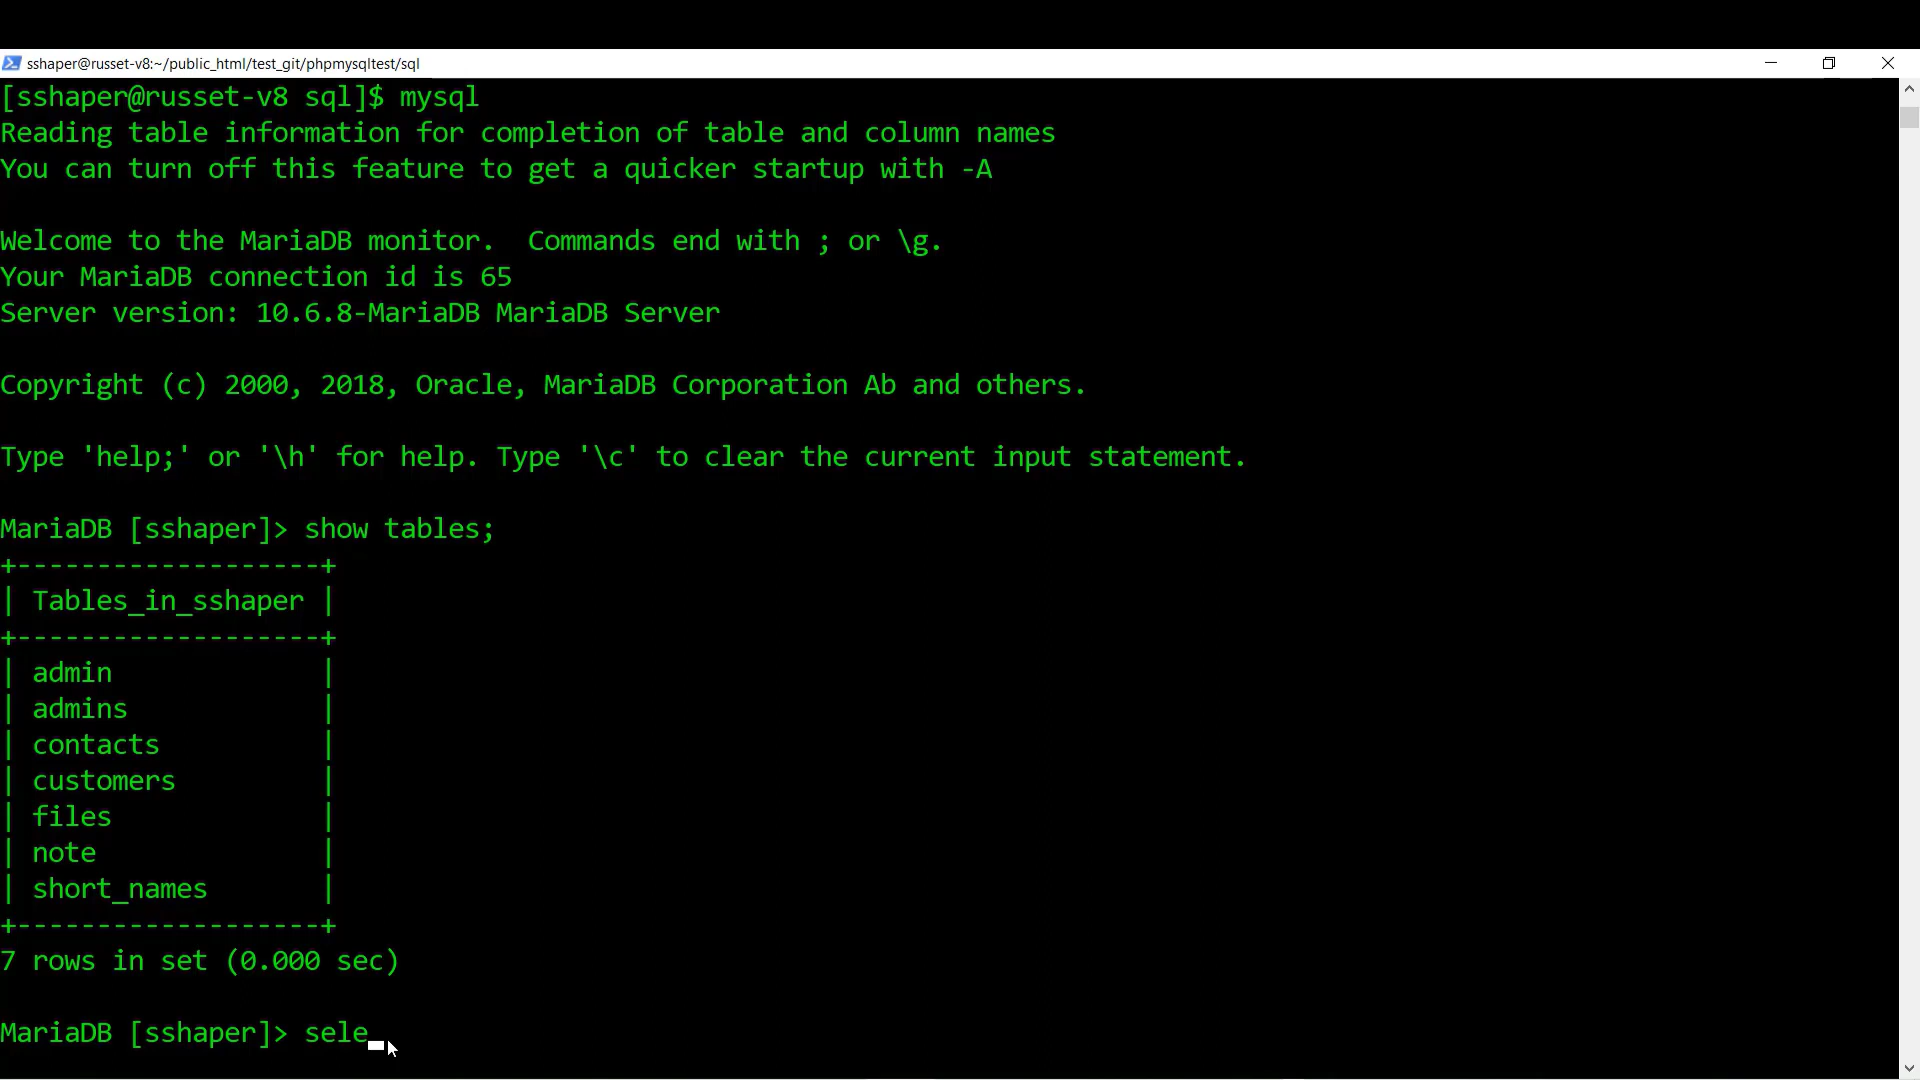 sshaper@russet-v8:~/public_html/test_git/phpmysqltest/sql
[sshaper@russet-v8 sql]$ mysql
Reading table information for completion of table and column names
You can turn off this feature to get a quicker startup with -A
Welcome to the MariaDB monitor.  Commands end with ; or \g.
Your MariaDB connection id is 65
Server version: 10.6.8-MariaDB MariaDB Server
Copyright (c) 2000, 2018, Oracle, MariaDB Corporation Ab and others.
Type 'help;' or '\h' for help. Type '\c' to clear the current input statement.
MariaDB [sshaper]> show tables;
+-------------------+
| Tables_in_sshaper |
+-------------------+
| admin             |
| admins            |
| contacts          |
| customers         |
| files             |
| note              |
| short_names       |
+-------------------+
7 rows in set (0.000 sec)
MariaDB [sshaper]> sele